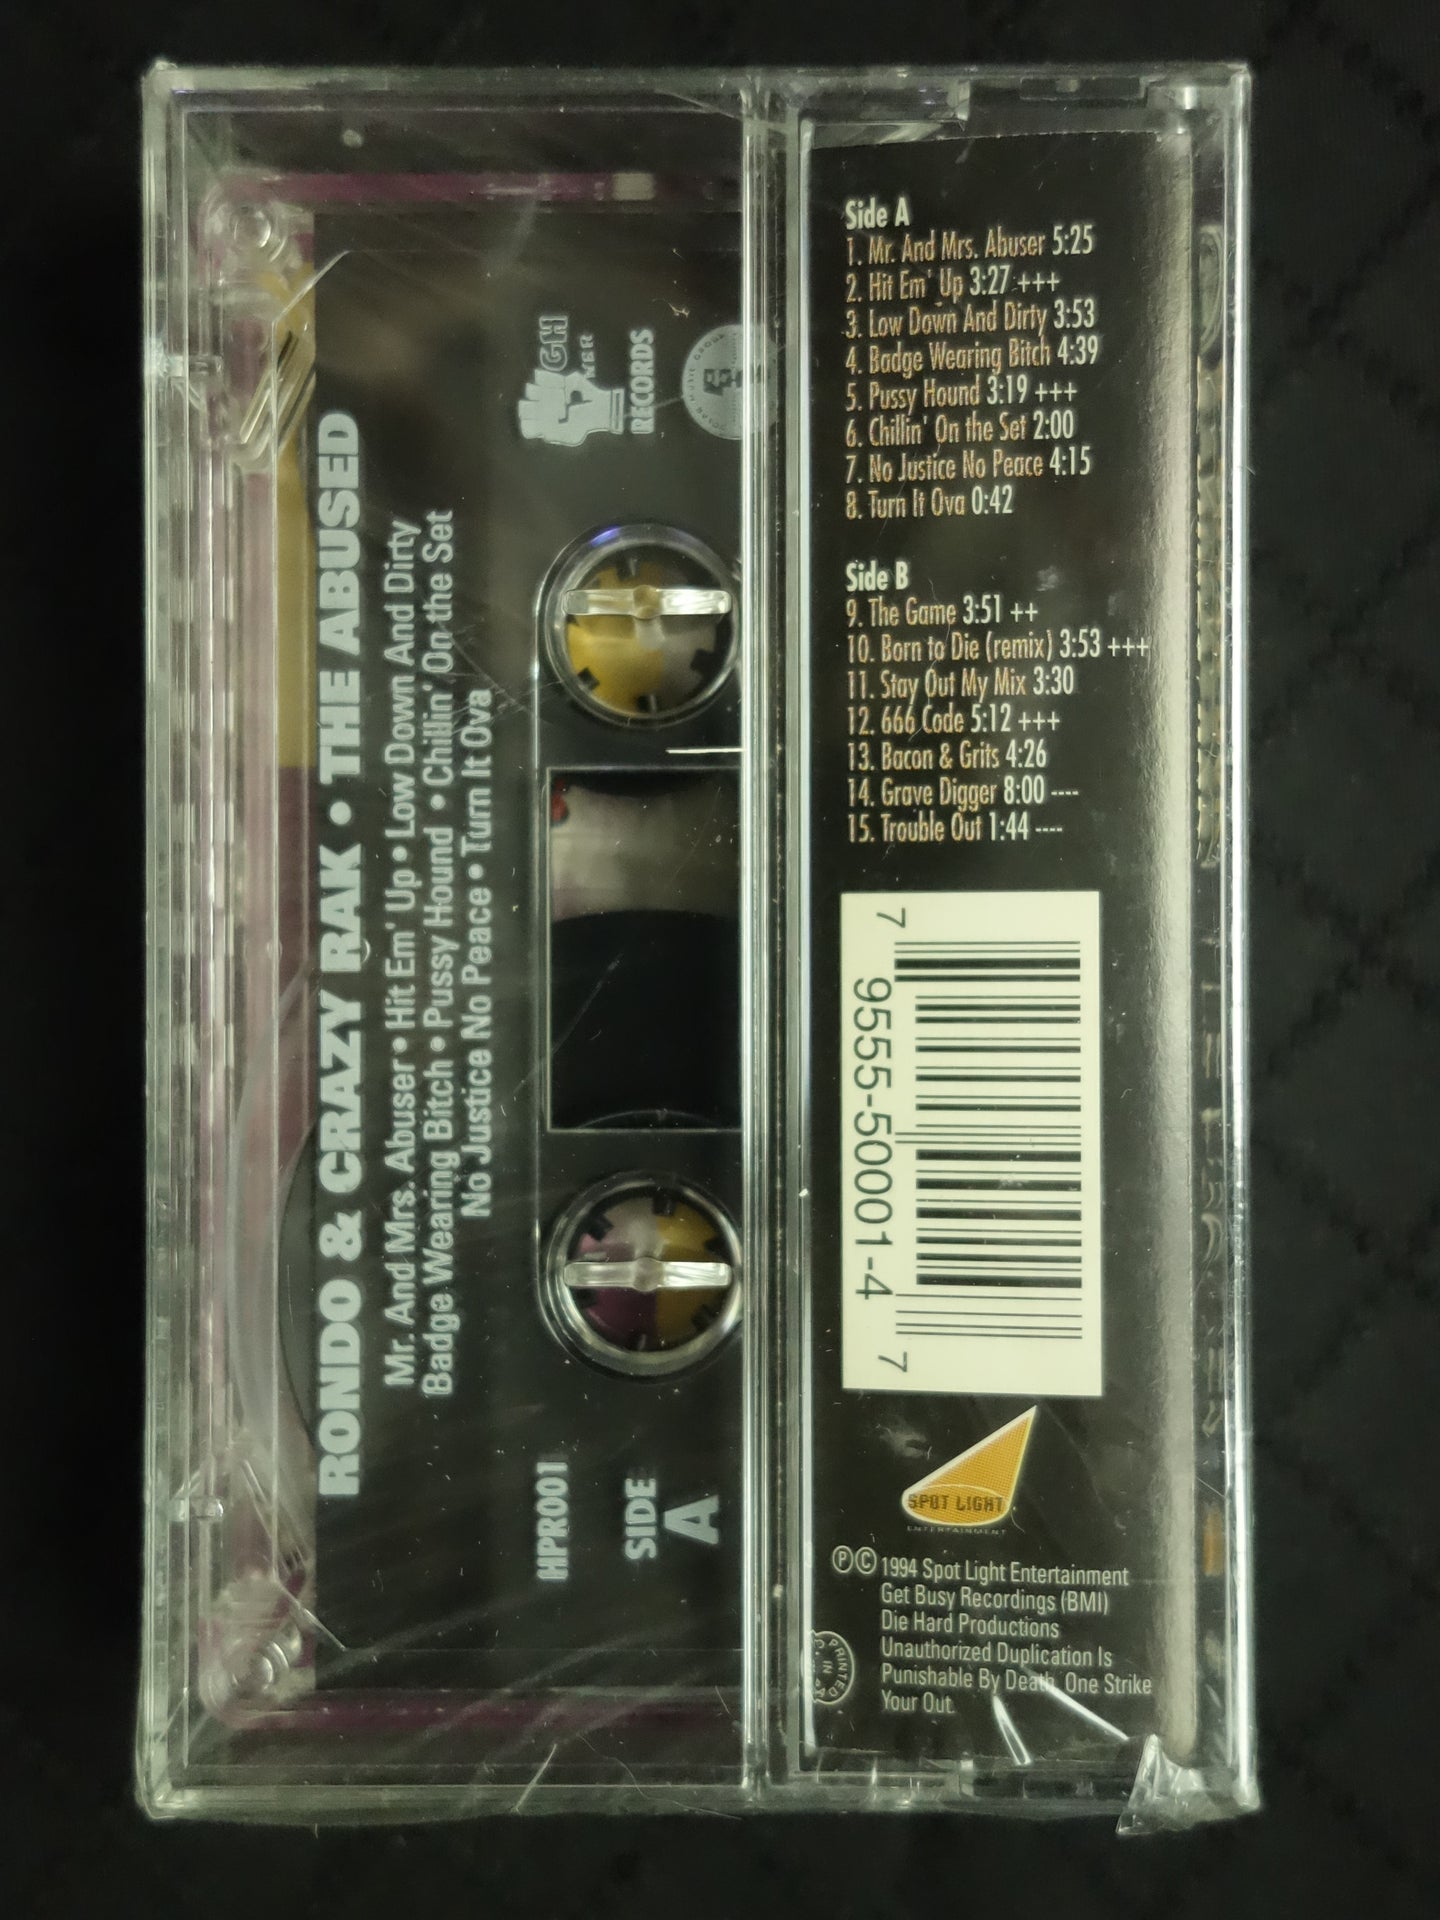 RONDO & CRAZY RAK • THE ABUSED
Mr. And Mrs. Abuser • Hit Em' Up • Low Down And Dirty
Badge Wearing Bitch • Pussy Hound • Chillin' On the Set
No Justice No Peace • Turn It Ova
RECORDS
HPR001
SIDE
A
Side A
1. Mr. And Mrs. Abuser 5:25
2. Hit Em' Up 3:27 +++
3. Low Down And Dirty 3:53
4. Badge Wearing Bitch 4:39
5. Pussy Hound 3:19 +++
6. Chillin' On the Set 2:00
7. No Justice No Peace 4:15
8. Turn It Ova 0:42
Side B
9. The Game 3:51 ++
10. Born to Die (remix) 3:53 +++
11. Stay Out My Mix 3:30
12. 666 Code 5:12 +++
13. Bacon & Grits 4:26
14. Grave Digger 8:00 ----
15. Trouble Out 1:44 ----
7 9555-50001-4 7
SPOT LIGHT
ENTERTAINMENT
℗© 1994 Spot Light Entertainment
Get Busy Recordings (BMI)
Die Hard Productions
Unauthorized Duplication Is
Punishable By Death. One Strike
Your Out.
PRINTED
IN